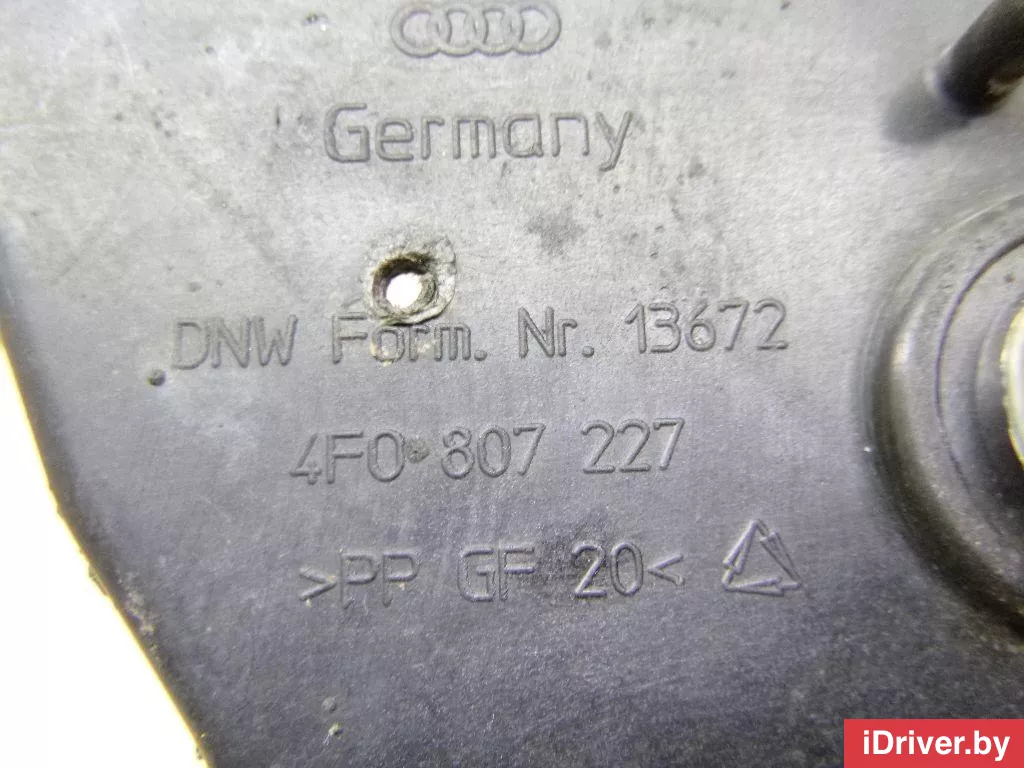 Germany
DNW Form. Nr. 13672
4F0 807 227
>PP GF 20<
iDriver.by